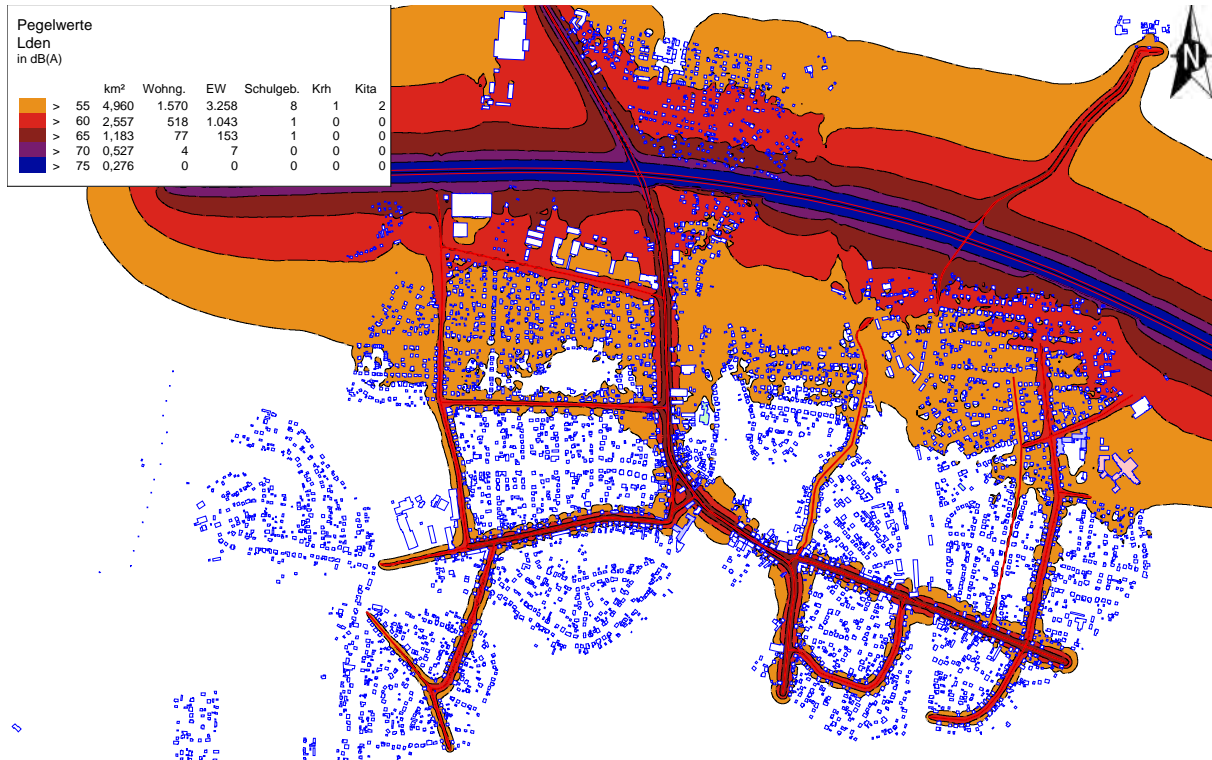 Pegelwerte
Lden
in dB(A)
km² Wohng. EW Schulgeb. Krh Kita
> 55 4,960 1.570 3.258 8 1 2
> 60 2,557 518 1.043 1 0 0
> 65 1,183 77 153 1 0 0
> 70 0,527 4 7 0 0 0
> 75 0,276 0 0 0 0 0
N